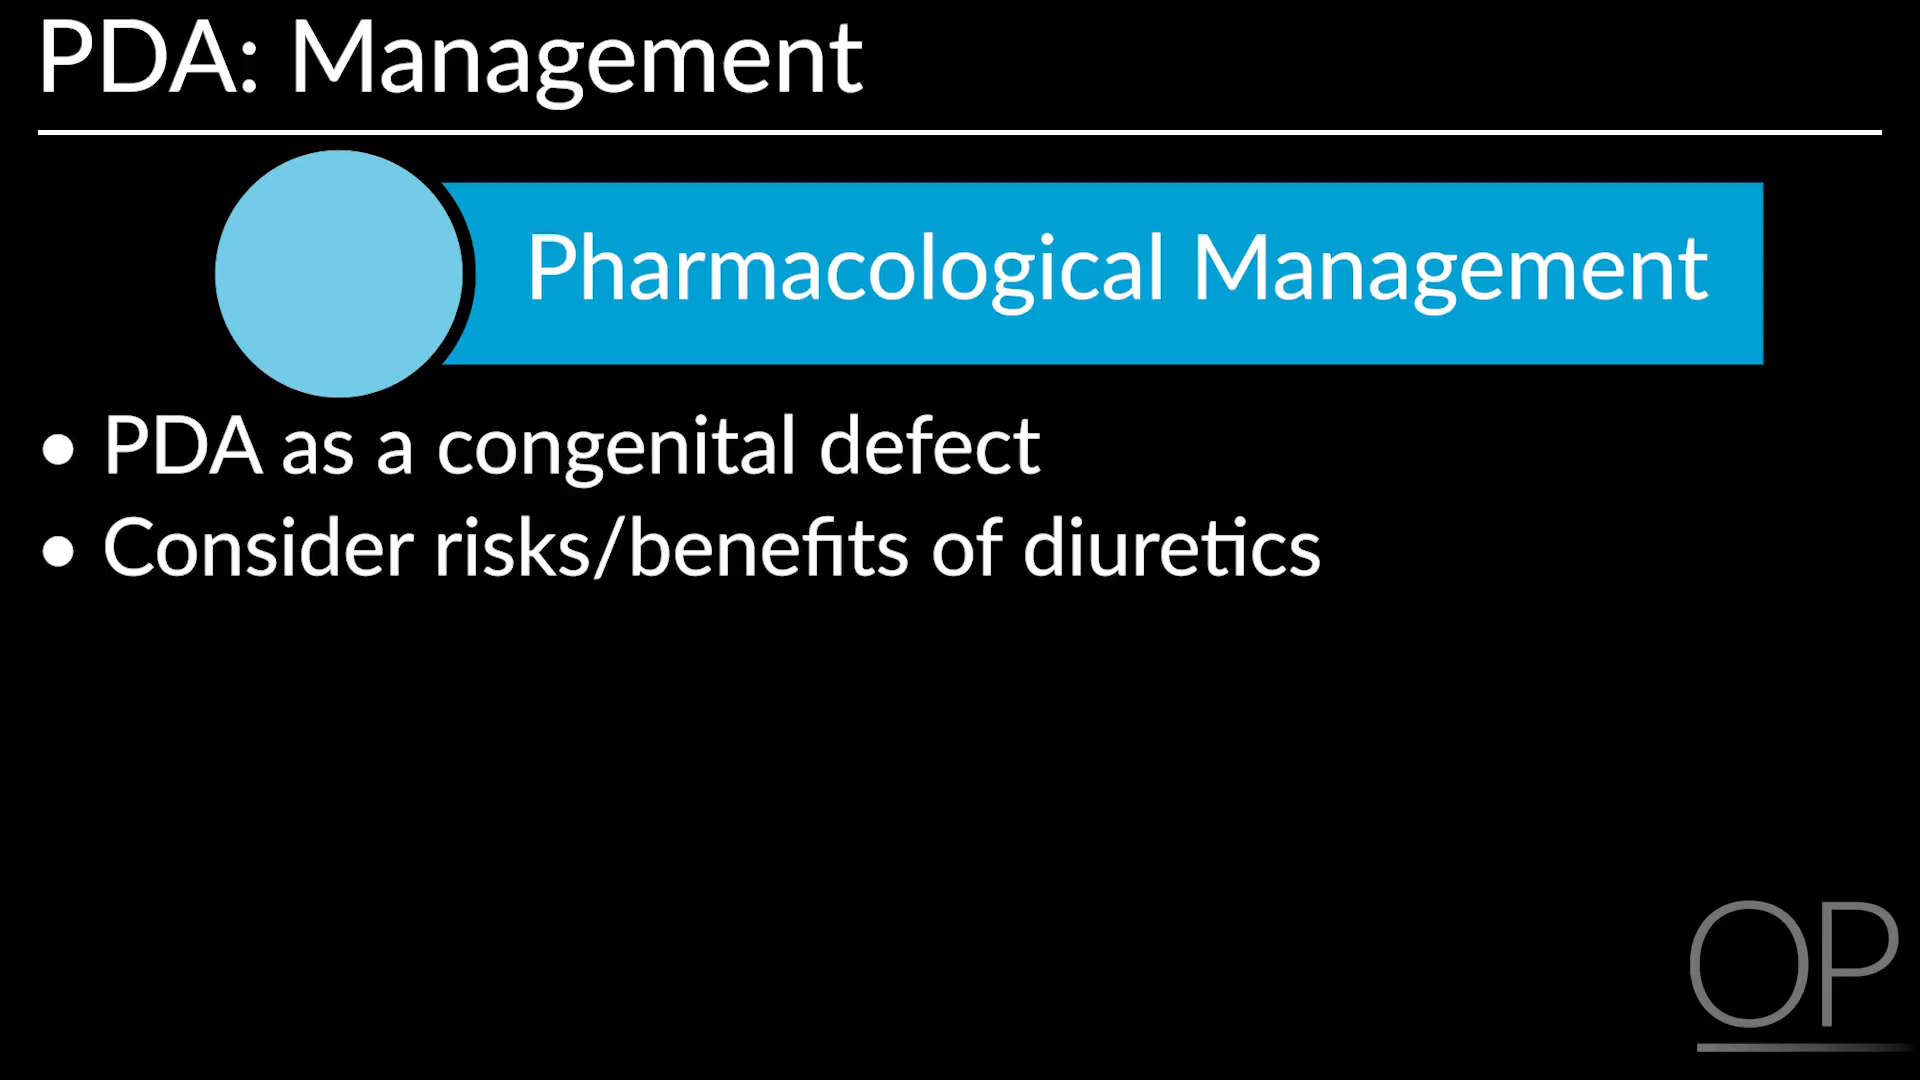 PDA: Management
Pharmacological Management
• PDA as a congenital defect
• Consider risks/benefits of diuretics
OP